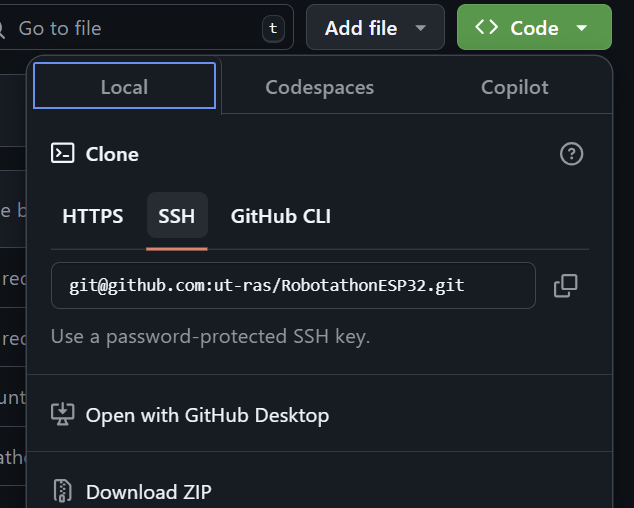 Go to file
t
Add file
Code
Local
Codespaces
Copilot
Clone
HTTPS
SSH
GitHub CLI
git@github.com:ut-ras/RobotathonESP32.git
Use a password-protected SSH key.
Open with GitHub Desktop
Download ZIP